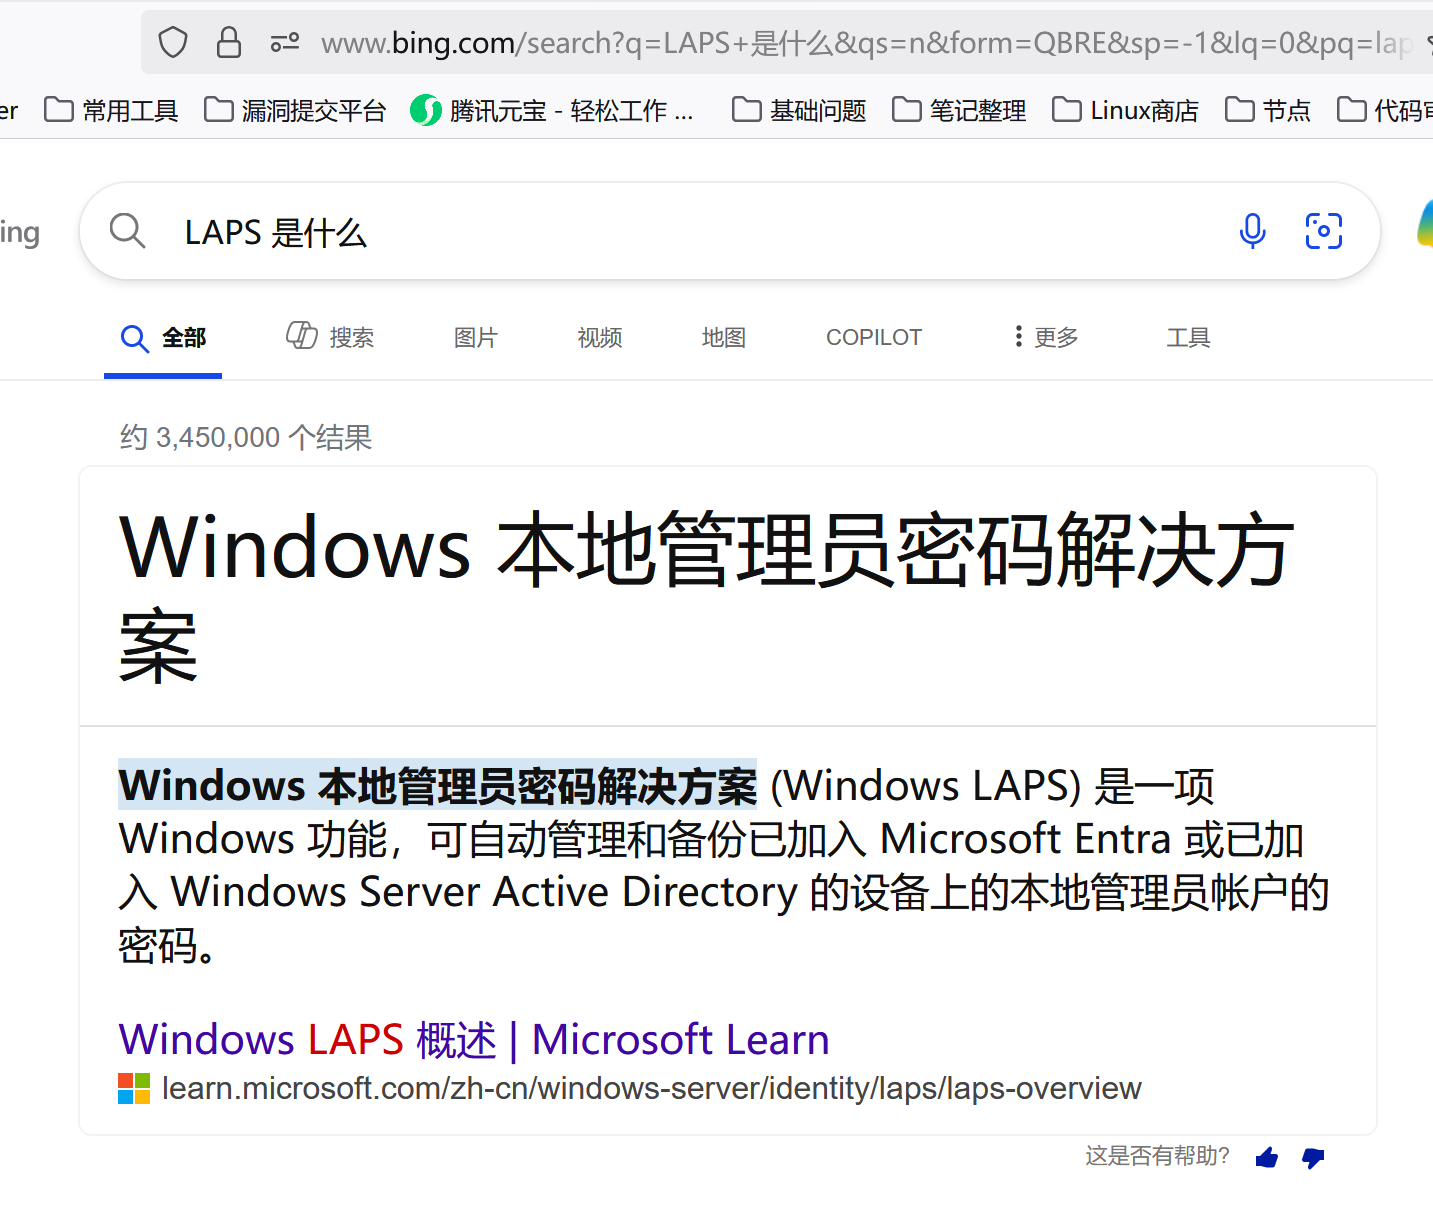 www.bing.com/search?q=LAPS+是什么&qs=n&form=QBRE&sp=-1&lq=0&pq=lap
er 常用工具 漏洞提交平台 腾讯元宝 - 轻松工作 ... 基础问题 笔记整理 Linux商店 节点 代码审
ing LAPS 是什么
全部 搜索 图片 视频 地图 COPILOT 更多 工具
约 3,450,000 个结果
Windows 本地管理员密码解决方
案
Windows 本地管理员密码解决方案 (Windows LAPS) 是一项
Windows 功能，可自动管理和备份已加入 Microsoft Entra 或已加
入 Windows Server Active Directory 的设备上的本地管理员帐户的
密码。
Windows LAPS 概述 | Microsoft Learn
learn.microsoft.com/zh-cn/windows-server/identity/laps/laps-overview
这是否有帮助?